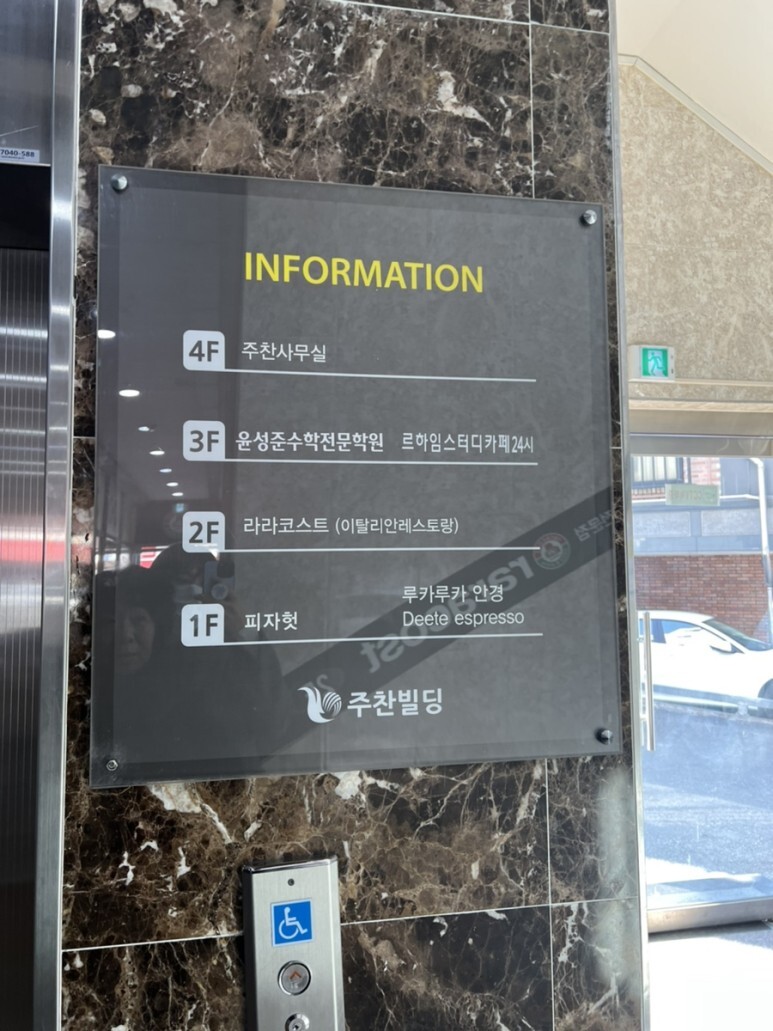 7040-588
INFORMATION
4F 주찬사무실
3F 윤성준수학전문학원 르하임스터디카페24시
2F 라라코스트 (이탈리안레스토랑)
루카루카 안경
1F 피자헛 Deete espresso
주찬빌딩